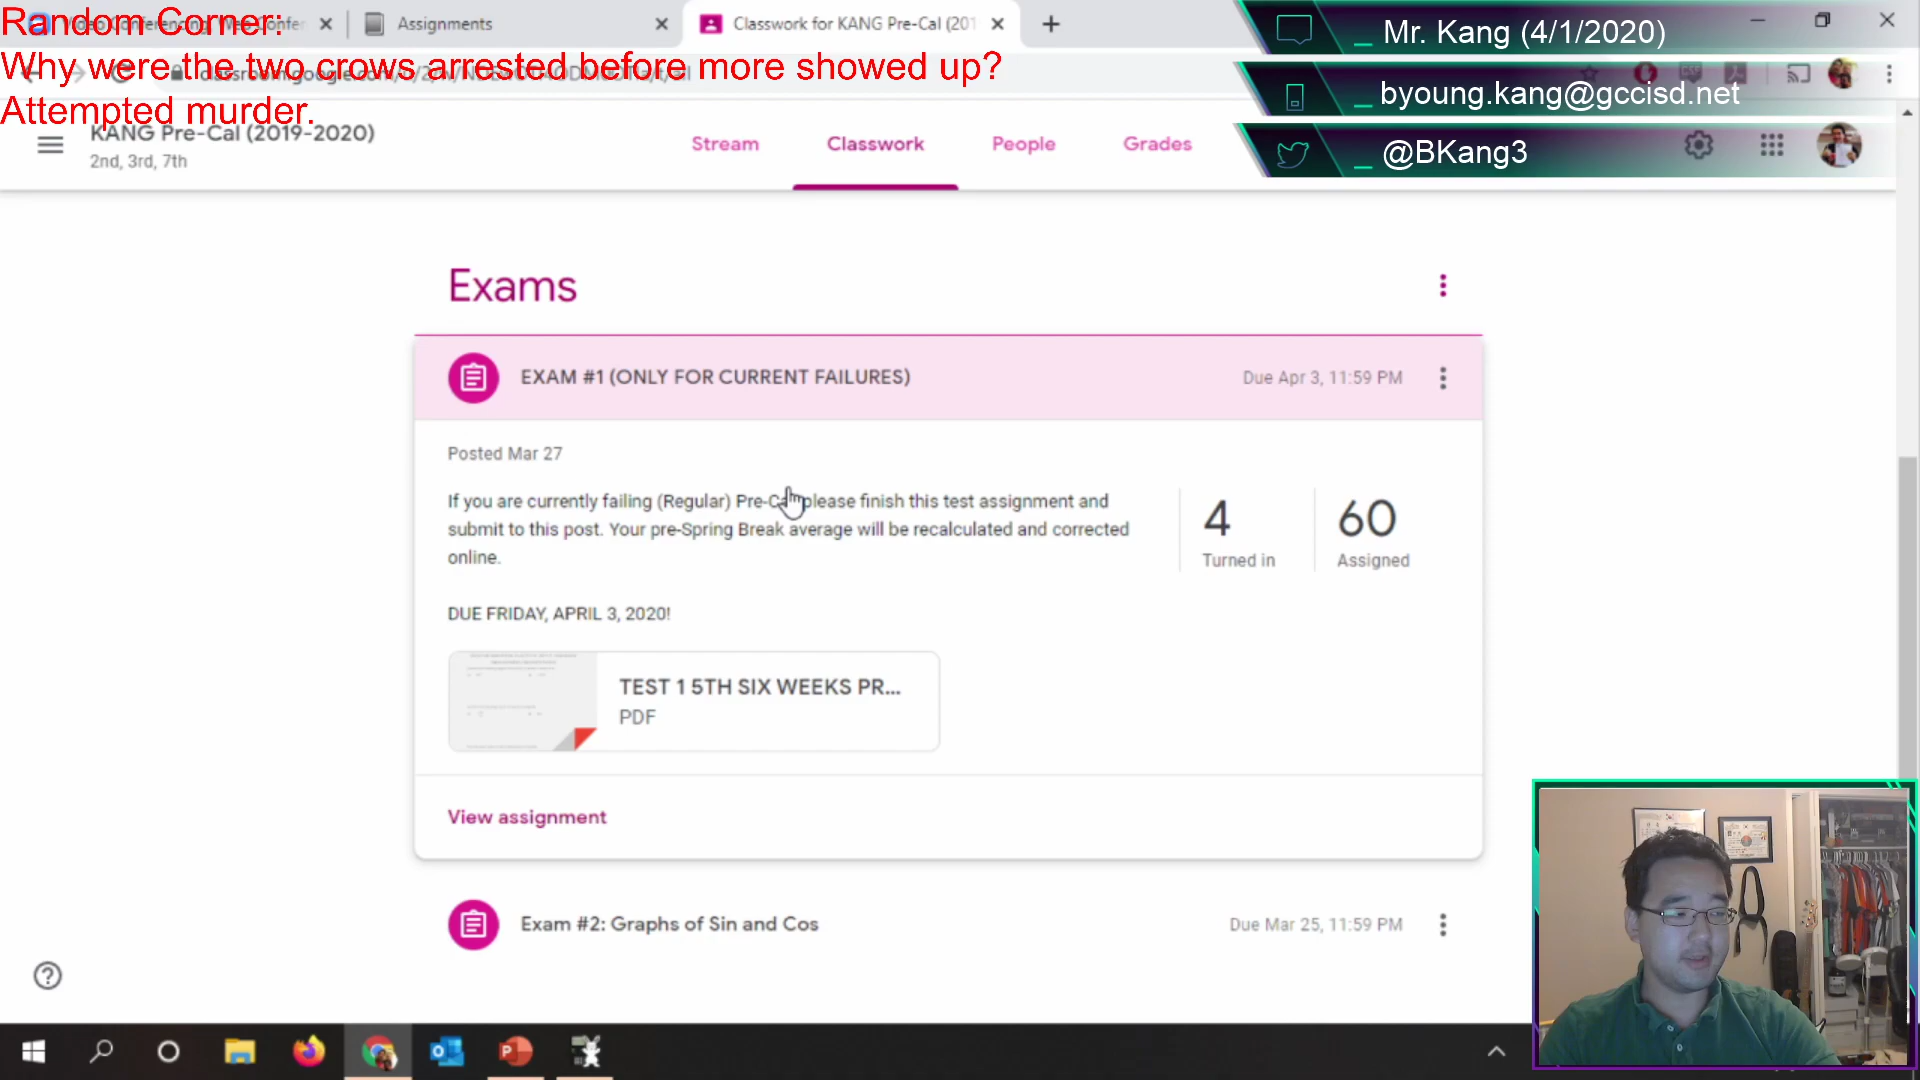 Random Corner:
Why were the two crows arrested before more showed up?
Attempted murder.
Assignments
Classwork for KANG Pre-Cal (201
_ Mr. Kang (4/1/2020)
_ byoung.kang@gccisd.net
_ @BKang3
KANG Pre-Cal (2019-2020)
2nd, 3rd, 7th
Stream
Classwork
People
Grades
Exams
EXAM #1 (ONLY FOR CURRENT FAILURES)
Due Apr 3, 11:59 PM
Posted Mar 27
If you are currently failing (Regular) Pre-Cal please finish this test assignment and
submit to this post. Your pre-Spring Break average will be recalculated and corrected
online.
4
Turned in
60
Assigned
DUE FRIDAY, APRIL 3, 2020!
TEST 1 5TH SIX WEEKS PR...
PDF
View assignment
Exam #2: Graphs of Sin and Cos
Due Mar 25, 11:59 PM